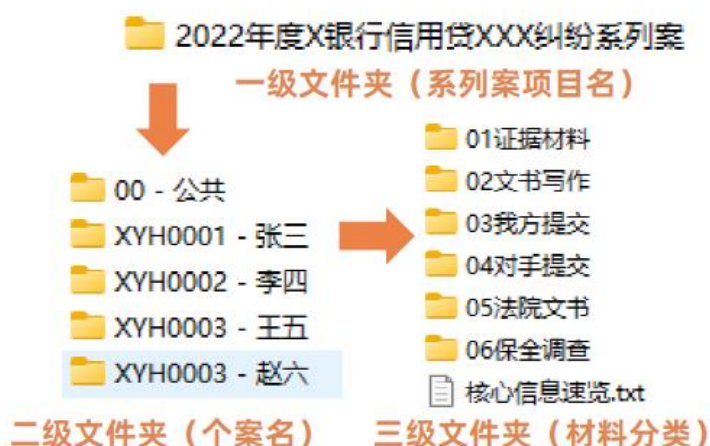 2022年度X银行信用贷XXX纠纷系列案
一级文件夹（系列案项目名）
00 - 公共
XYH0001 - 张三
XYH0002 - 李四
XYH0003 - 王五
XYH0003 - 赵六
二级文件夹（个案名）
01证据材料
02文书写作
03我方提交
04对手提交
05法院文书
06保全调查
核心信息速览.txt
三级文件夹（材料分类）